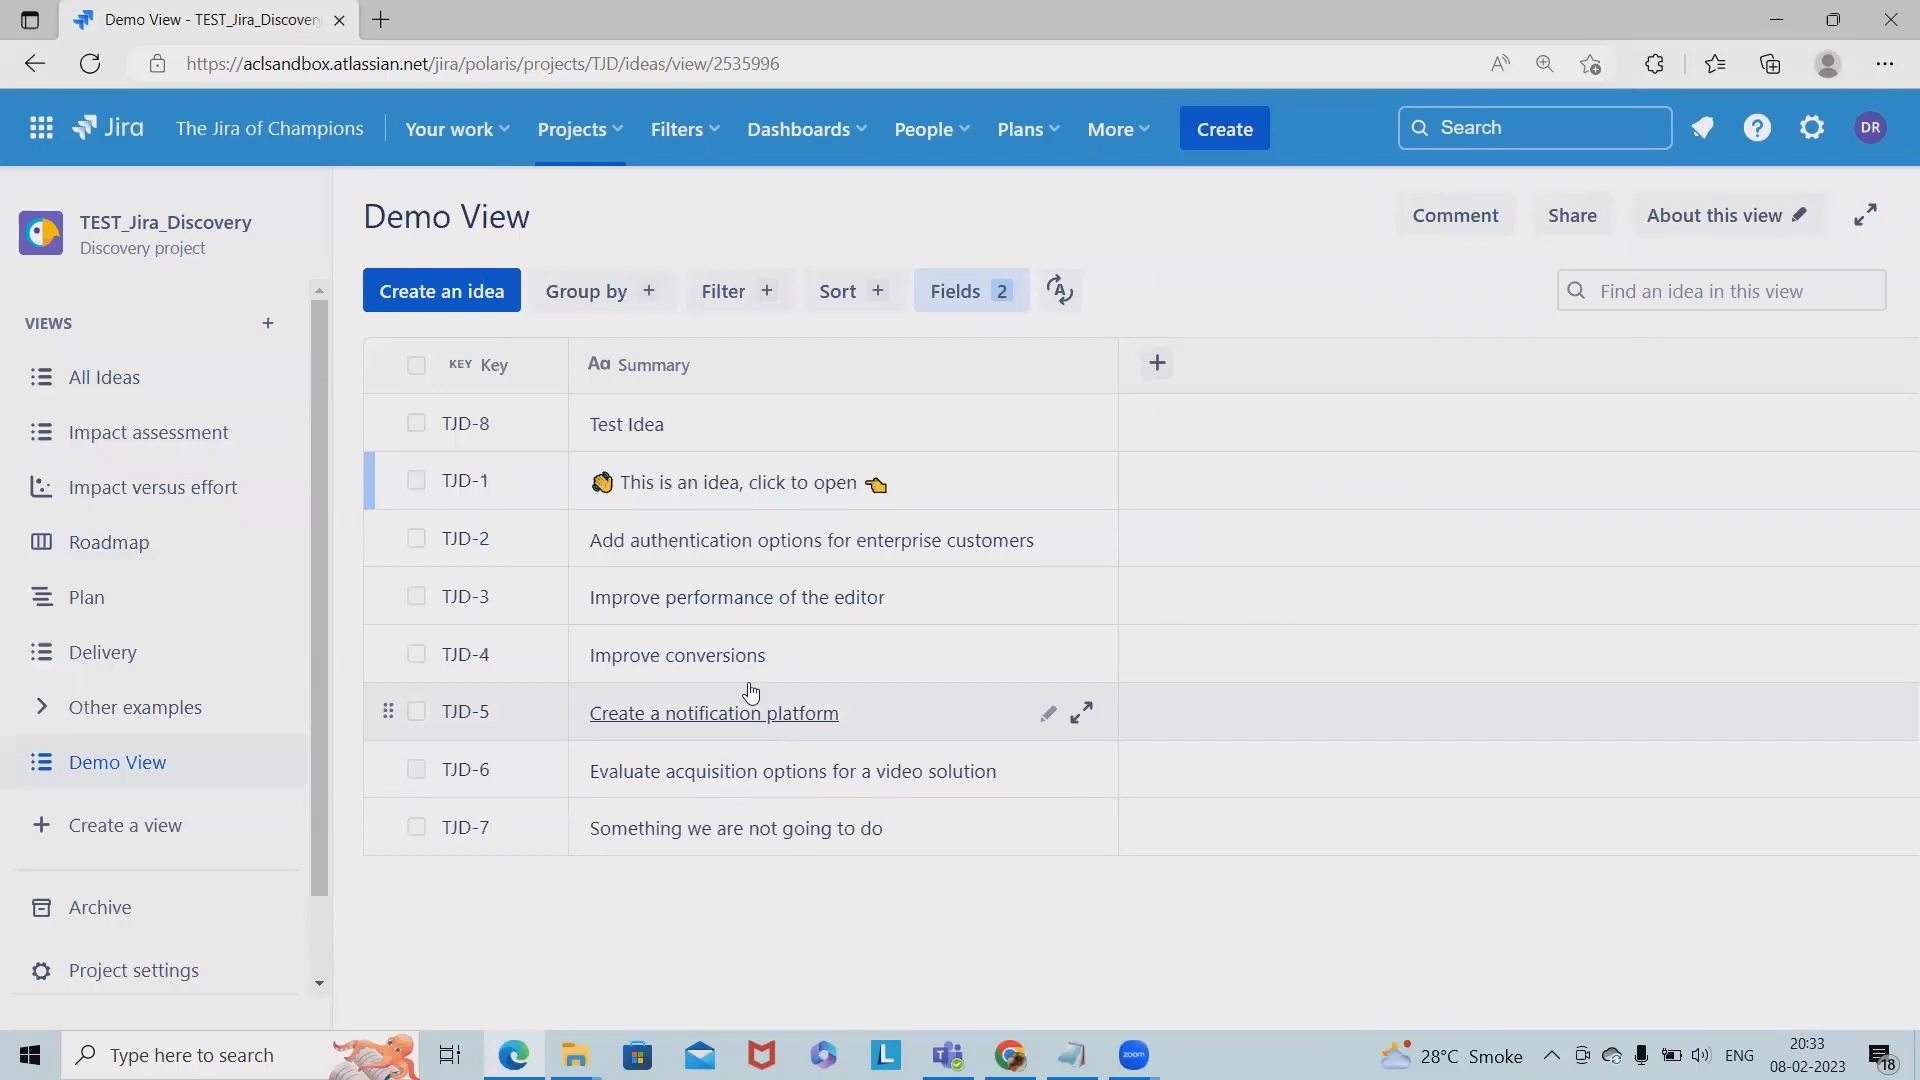 Demo View - TEST_Jira_Discovery
https://aclsandbox.atlassian.net/jira/polaris/projects/TJD/ideas/view/2535996
Jira The Jira of Champions Your work Projects Filters Dashboards People Plans More Create Search DR
TEST_Jira_Discovery
Discovery project
VIEWS
All Ideas
Impact assessment
Impact versus effort
Roadmap
Plan
Delivery
Other examples
Demo View
Create a view
Archive
Project settings
Demo View
Comment Share About this view
Create an idea Group by Filter Sort Fields 2 Find an idea in this view
KEY Key Aa Summary
TJD-8 Test Idea
TJD-1 👋 This is an idea, click to open 👈
TJD-2 Add authentication options for enterprise customers
TJD-3 Improve performance of the editor
TJD-4 Improve conversions
TJD-5 Create a notification platform
TJD-6 Evaluate acquisition options for a video solution
TJD-7 Something we are not going to do
Type here to search
L
zoom
28°C Smoke
ENG
20:33
08-02-2023
18